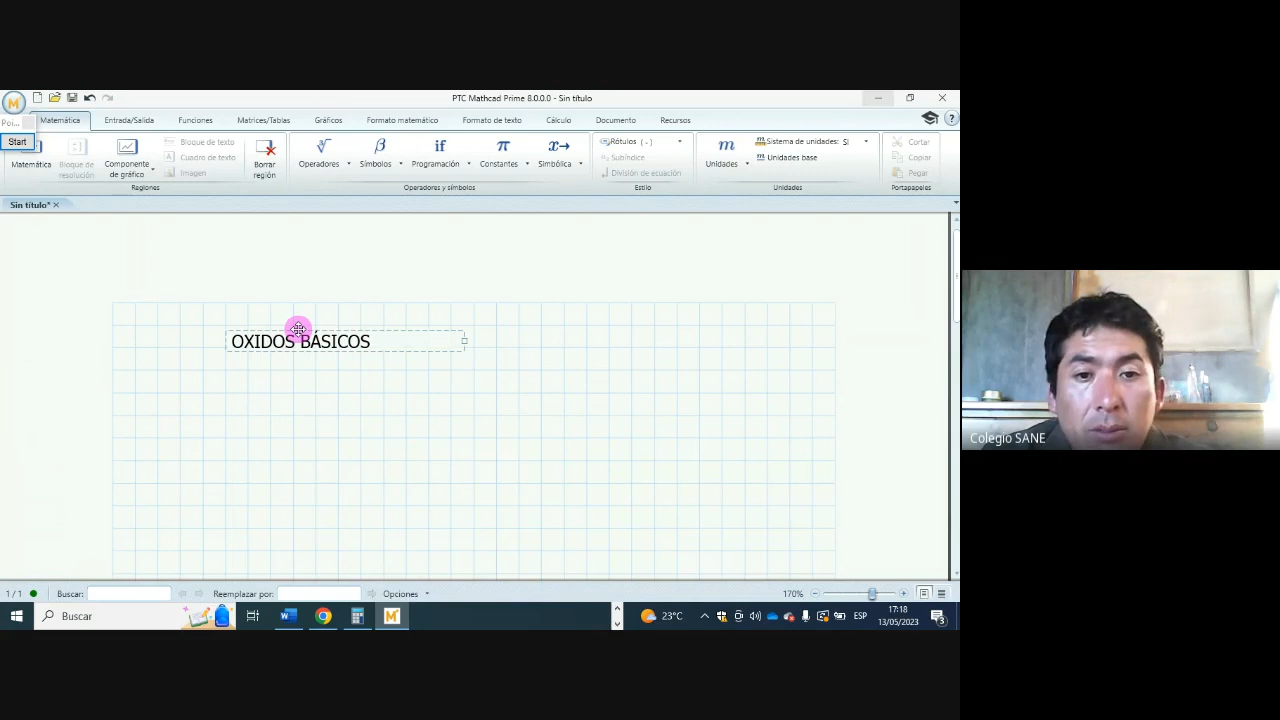 PTC Mathcad Prime 8.0.0.0 - Sin título
Poi...
Start
Matemática
Entrada/Salida
Funciones
Matrices/Tablas
Gráficos
Formato matemático
Formato de texto
Cálculo
Documento
Recursos
Matemática
Bloque de resolución
Componente de gráfico
Bloque de texto
Cuadro de texto
Imagen
Borrar región
Operadores
Símbolos
if
Programación
π
Constantes
Simbólica
Rótulos ( - )
Subíndice
División de ecuación
m
Unidades
Sistema de unidades: SI
Unidades base
Cortar
Copiar
Pegar
Regiones
Operadores y símbolos
Estilo
Unidades
Portapapeles
Sin título*
OXIDOS BÁSICOS
Colegio SANE
1 / 1
Buscar:
Reemplazar por:
Opciones
170%
Buscar
23°C
ESP
17:18
13/05/2023
3